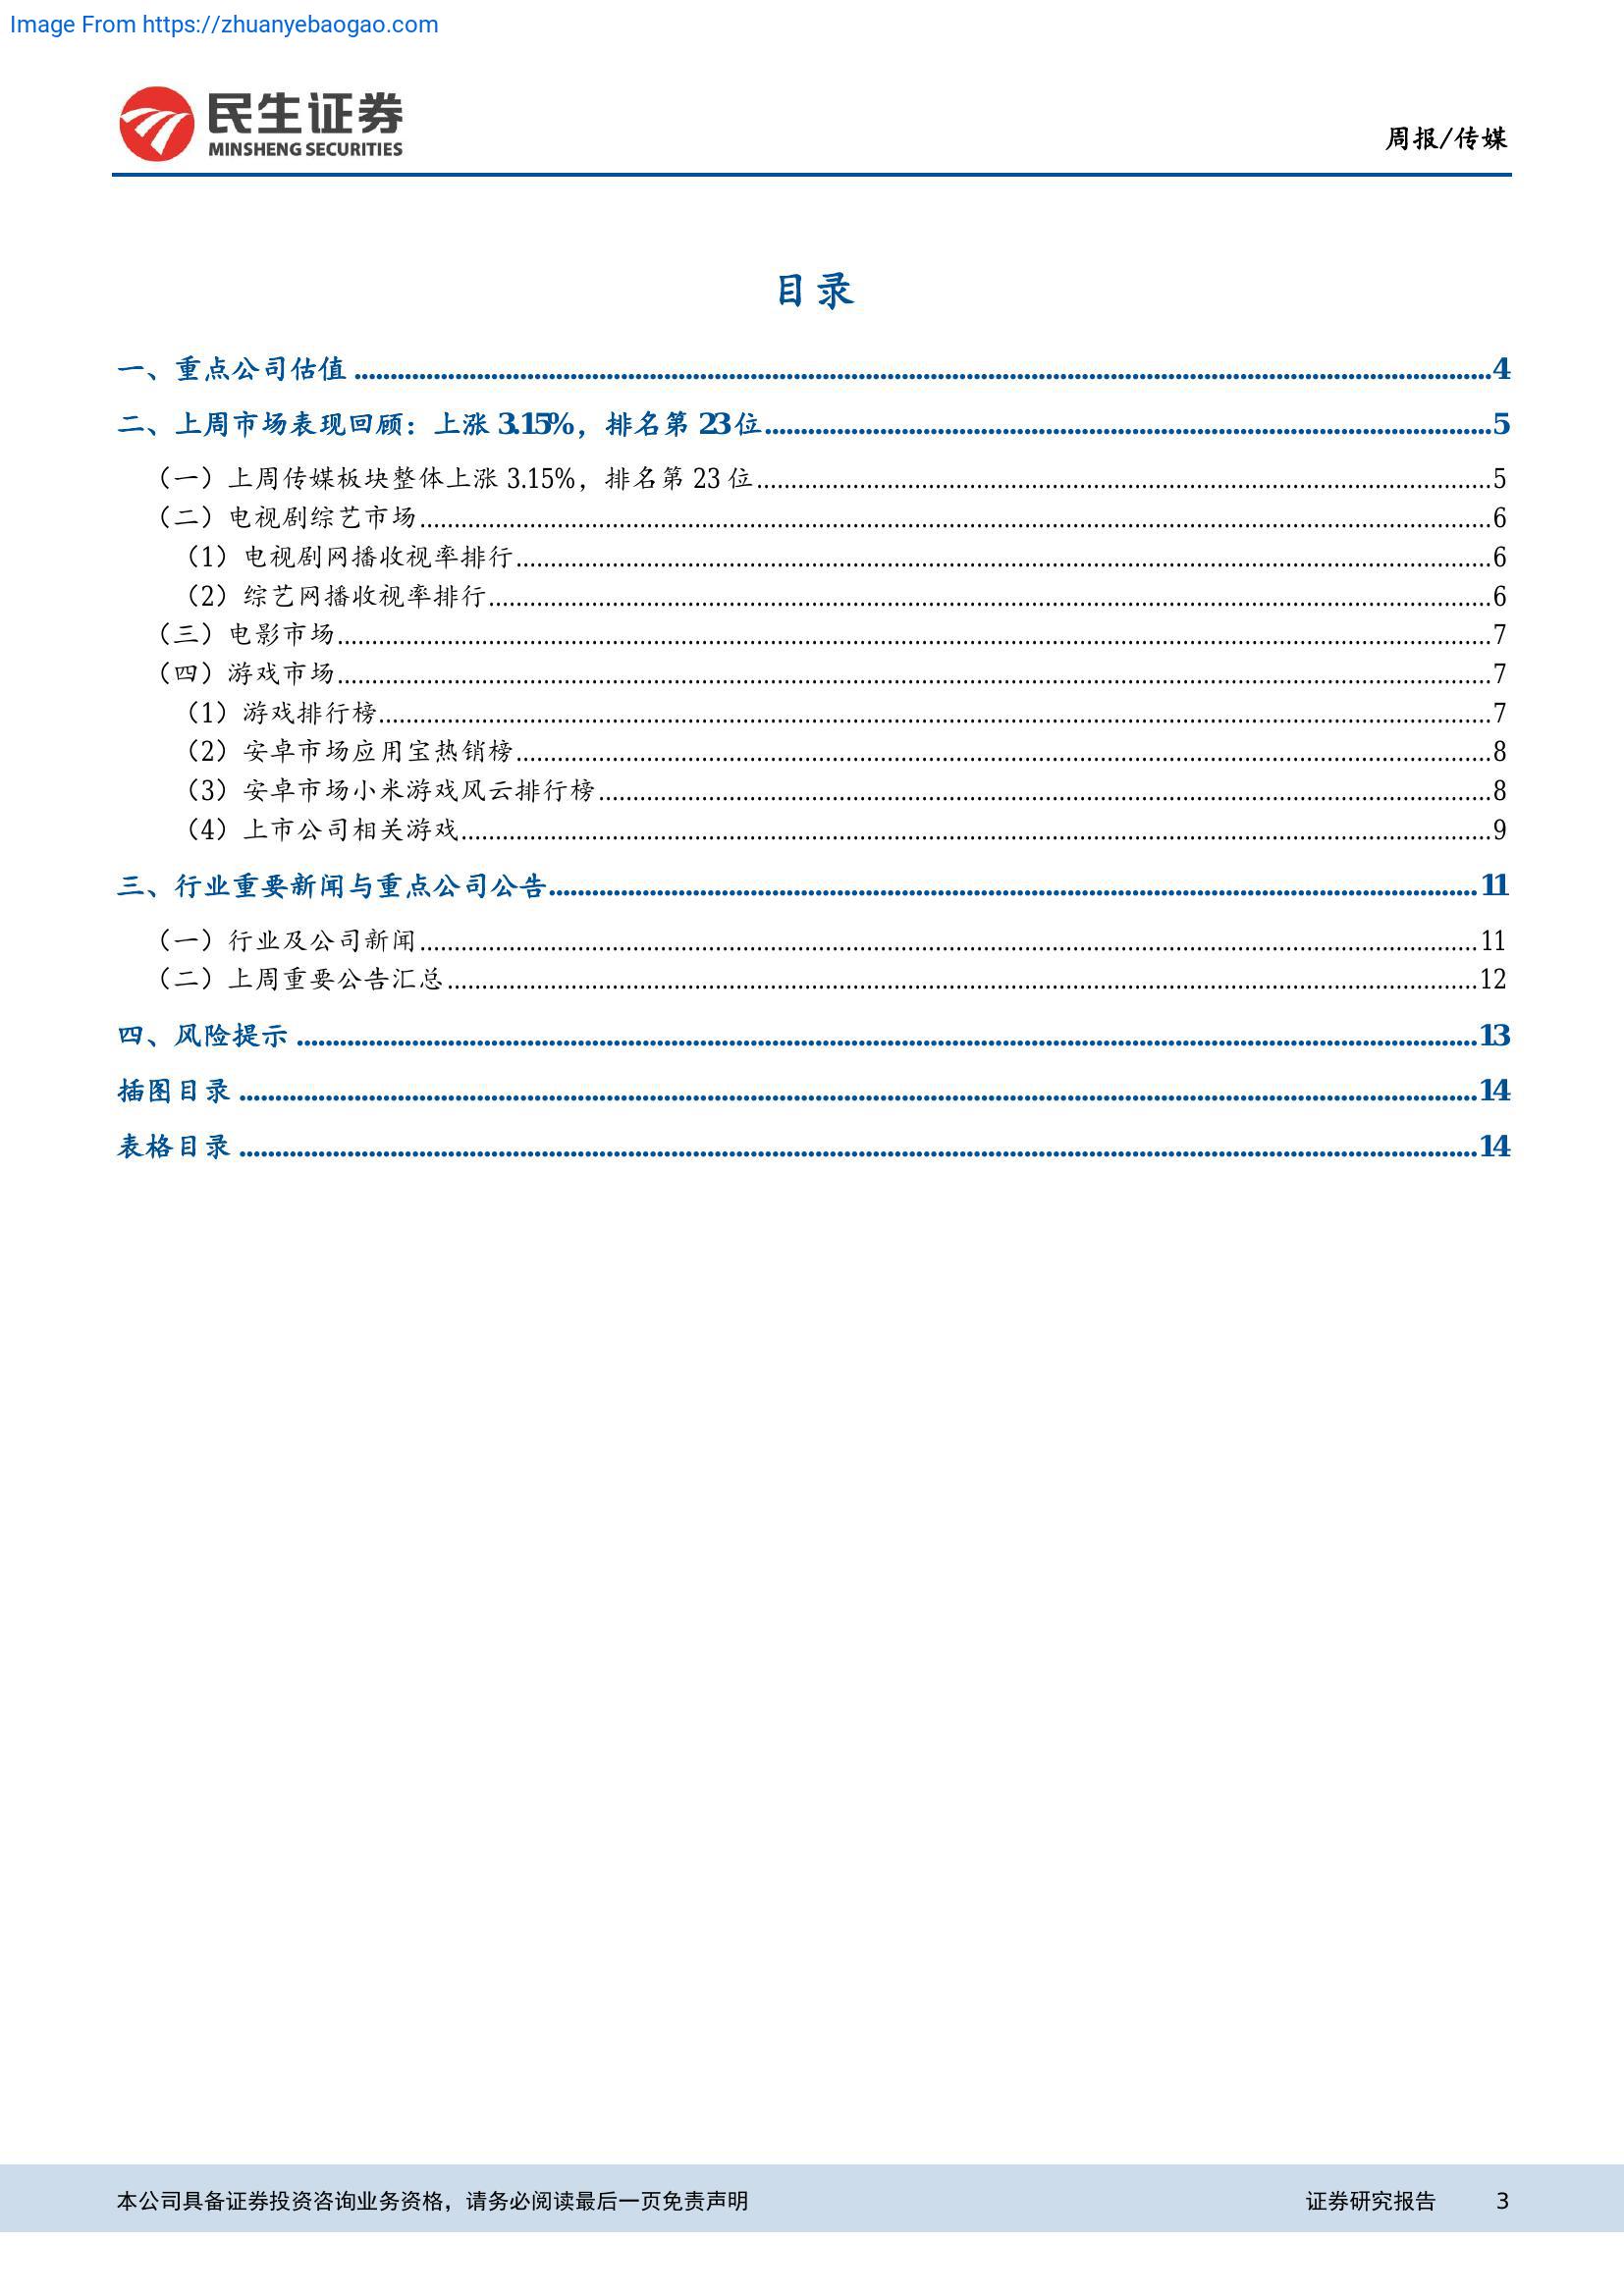 Image From https://zhuanyebaogao.com
民生证券
MINSHENG SECURITIES
周报/传媒
目录
一、重点公司估值 ........ 4
二、上周市场表现回顾：上涨 3.15%，排名第 23 位 ........ 5
（一）上周传媒板块整体上涨 3.15%，排名第 23 位 ........ 5
（二）电视剧综艺市场 ........ 6
（1）电视剧网播收视率排行 ........ 6
（2）综艺网播收视率排行 ........ 6
（三）电影市场 ........ 7
（四）游戏市场 ........ 7
（1）游戏排行榜 ........ 7
（2）安卓市场应用宝热销榜 ........ 8
（3）安卓市场小米游戏风云排行榜 ........ 8
（4）上市公司相关游戏 ........ 9
三、行业重要新闻与重点公司公告 ........ 11
（一）行业及公司新闻 ........ 11
（二）上周重要公告汇总 ........ 12
四、风险提示 ........ 13
插图目录 ........ 14
表格目录 ........ 14
本公司具备证券投资咨询业务资格，请务必阅读最后一页免责声明 证券研究报告 3